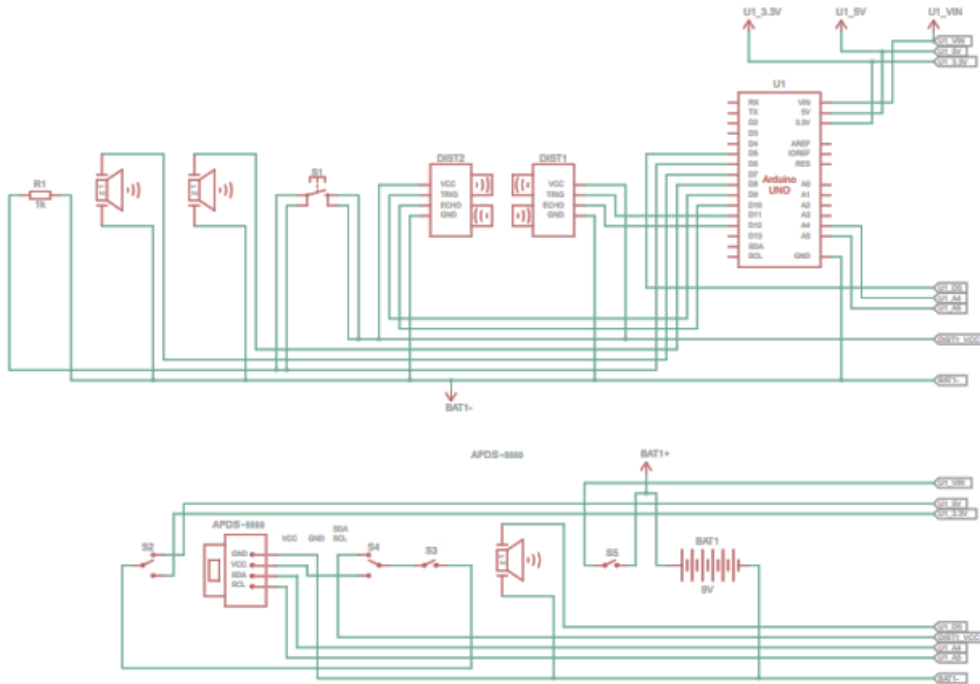 U1_3.3V
U1_5V
U1_VIN
U1_VIN
U1_5V
U1_3.3V
U1
RX
TX
D2
D3
D4
D5
D6
D7
D8
D9
D10
D11
D12
D13
SDA
SCL
VIN
5V
3.3V
AREF
IOREF
RES
A0
A1
A2
A3
A4
A5
GND
Arduino
UNO
R1
1k
S1
DIST2
VCC
TRIG
ECHO
GND
DIST1
VCC
TRIG
ECHO
GND
U1_D5
U1_A4
U1_A5
DIST1_VCC
BAT1-
BAT1-
BAT1+
U1_VIN
U1_5V
U1_3.3V
S2
GND
VCC
SDA
SCL
VCC
GND
SDA
SCL
S4
S3
S5
BAT1
9V
U1_D5
DIST1_VCC
U1_A4
U1_A5
BAT1-